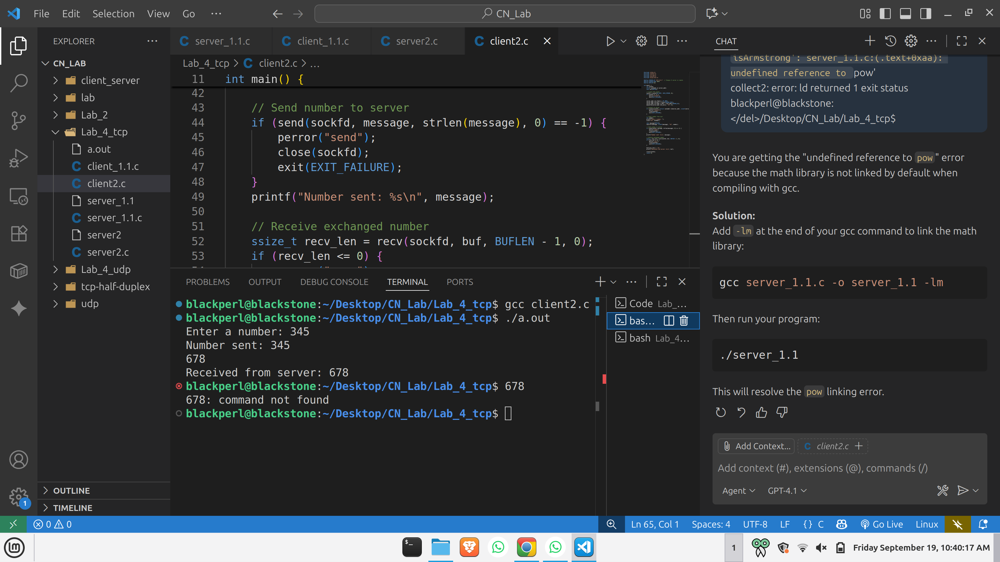 File Edit Selection View Go ··· CN_Lab
EXPLORER ···
CN_LAB
client_server
lab
Lab_2
Lab_4_tcp
a.out
client_1.1.c
client2.c
server_1.1
server_1.1.c
server2
server2.c
Lab_4_udp
tcp-half-duplex
udp
OUTLINE
TIMELINE
1
C server_1.1.c C client_1.1.c C server2.c C client2.c
Lab_4_tcp > C client2.c > ...
11 int main() {
42
43 // Send number to server
44 if (send(sockfd, message, strlen(message), 0) == -1) {
45 perror("send");
46 close(sockfd);
47 exit(EXIT_FAILURE);
48 }
49 printf("Number sent: %s\n", message);
50
51 // Receive exchanged number
52 ssize_t recv_len = recv(sockfd, buf, BUFLEN - 1, 0);
53 if (recv_len <= 0) {
PROBLEMS OUTPUT DEBUG CONSOLE TERMINAL PORTS
blackperl@blackstone:~/Desktop/CN_Lab/Lab_4_tcp$ gcc client2.c
blackperl@blackstone:~/Desktop/CN_Lab/Lab_4_tcp$ ./a.out
Enter a number: 345
Number sent: 345
678
Received from server: 678
blackperl@blackstone:~/Desktop/CN_Lab/Lab_4_tcp$ 678
678: command not found
blackperl@blackstone:~/Desktop/CN_Lab/Lab_4_tcp$
Code Lab_...
bas...
bash Lab_4...
CHAT
isArmstrong': server_1.1.c:(.text+0xaa):
undefined reference to pow'
collect2: error: ld returned 1 exit status
blackperl@blackstone:
</del>/Desktop/CN_Lab/Lab_4_tcp$
You are getting the "undefined reference to pow" error
because the math library is not linked by default when
compiling with gcc.
Solution:
Add -lm at the end of your gcc command to link the math
library:
gcc server_1.1.c -o server_1.1 -lm
Then run your program:
./server_1.1
This will resolve the pow linking error.
Add Context... C client2.c +
Add context (#), extensions (@), commands (/)
Agent GPT-4.1
0 0 Ln 65, Col 1 Spaces: 4 UTF-8 LF {} C Go Live Linux
1 Friday September 19, 10:40:17 AM